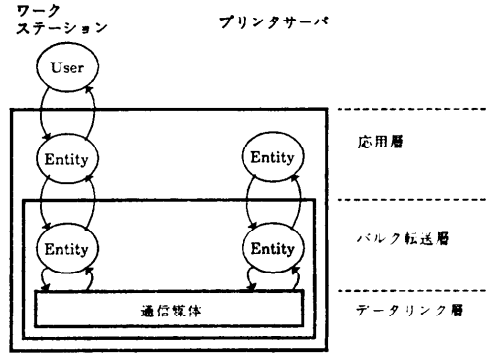 ワーク
ステーション
プリンタサーバ
User
応用層
Entity
Entity
バルク転送層
Entity
Entity
通信媒体
データリンク層